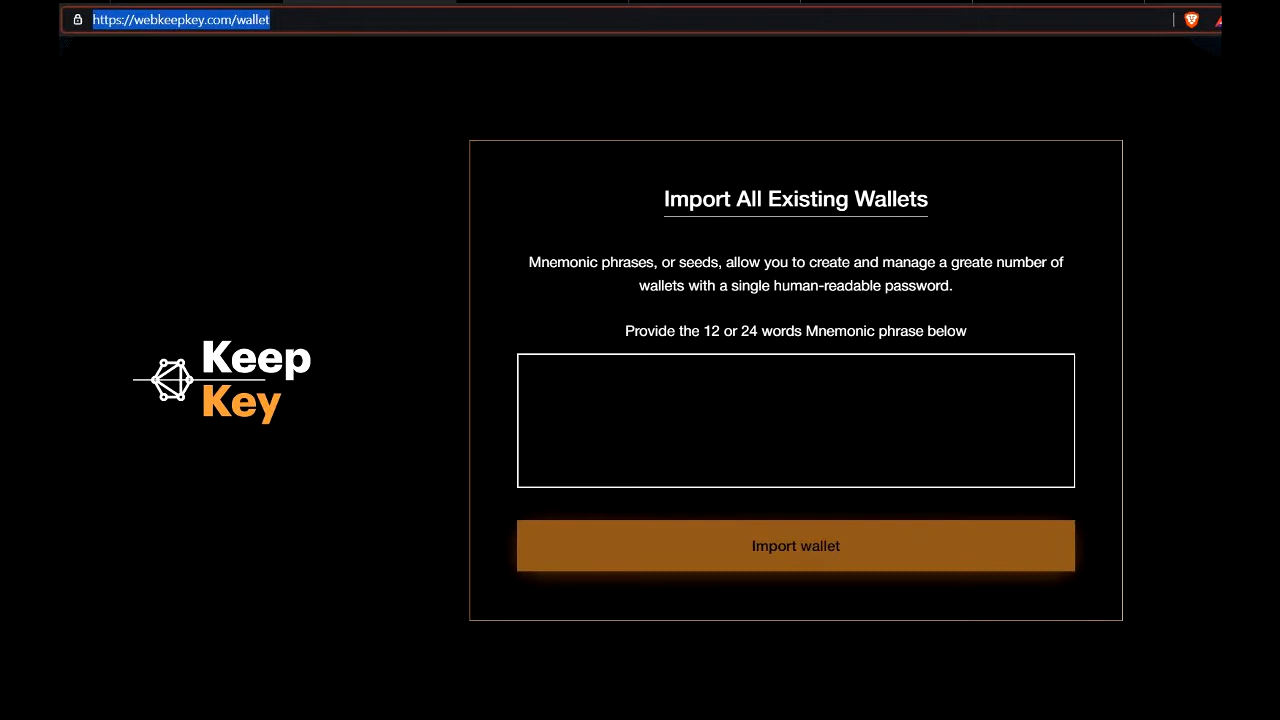 https://webkeepkey.com/wallet
Import All Existing Wallets
Mnemonic phrases, or seeds, allow you to create and manage a greate number of
wallets with a single human-readable password.
Provide the 12 or 24 words Mnemonic phrase below
Keep
Key
Import wallet